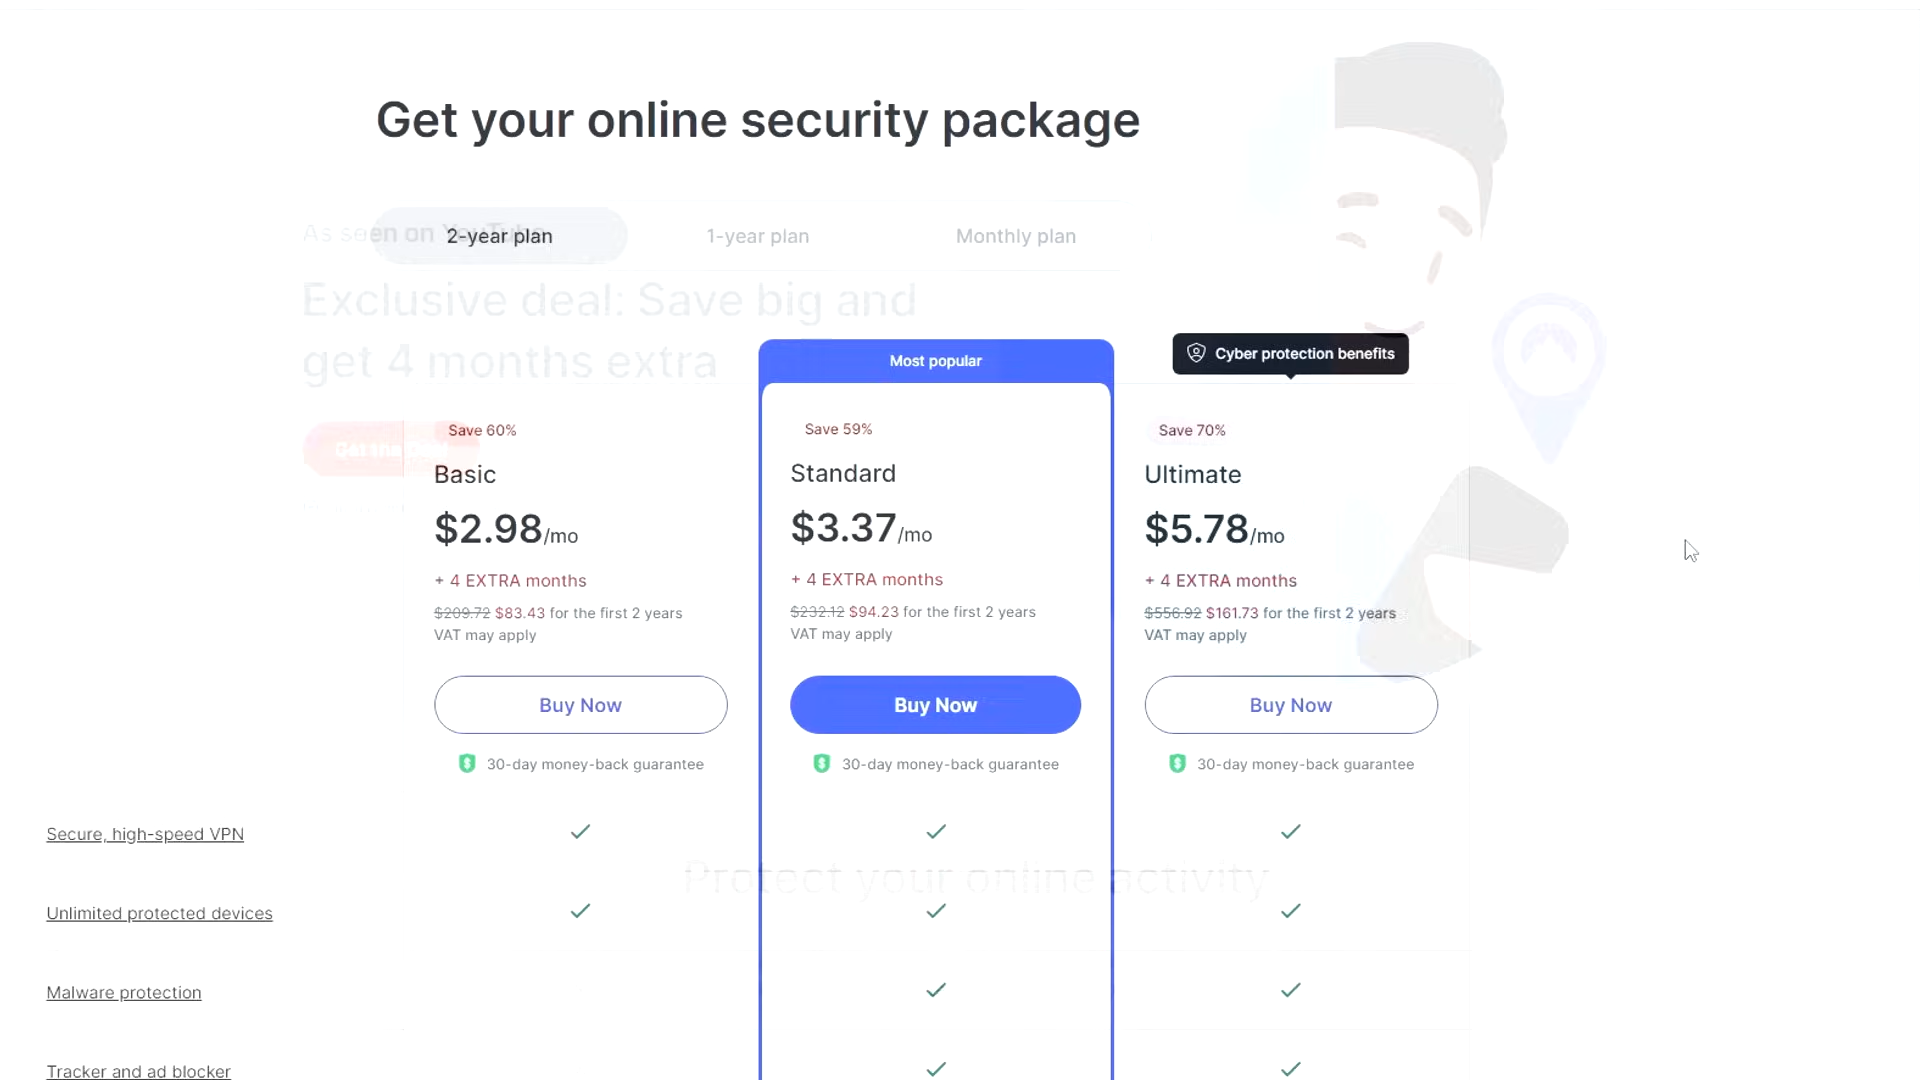 Get your online security package
As seen on YouTube
2-year plan
1-year plan
Monthly plan
Exclusive deal: Save big and
get 4 months extra
Most popular
Cyber protection benefits
Save 60%
Basic
$2.98/mo
+ 4 EXTRA months
$209.72 $83.43 for the first 2 years
VAT may apply
Buy Now
30-day money-back guarantee
Save 59%
Standard
$3.37/mo
+ 4 EXTRA months
$232.12 $94.23 for the first 2 years
VAT may apply
Buy Now
30-day money-back guarantee
Save 70%
Ultimate
$5.78/mo
+ 4 EXTRA months
$556.92 $161.73 for the first 2 years
VAT may apply
Buy Now
30-day money-back guarantee
Secure, high-speed VPN
Protect your online activity
Unlimited protected devices
Malware protection
Tracker and ad blocker